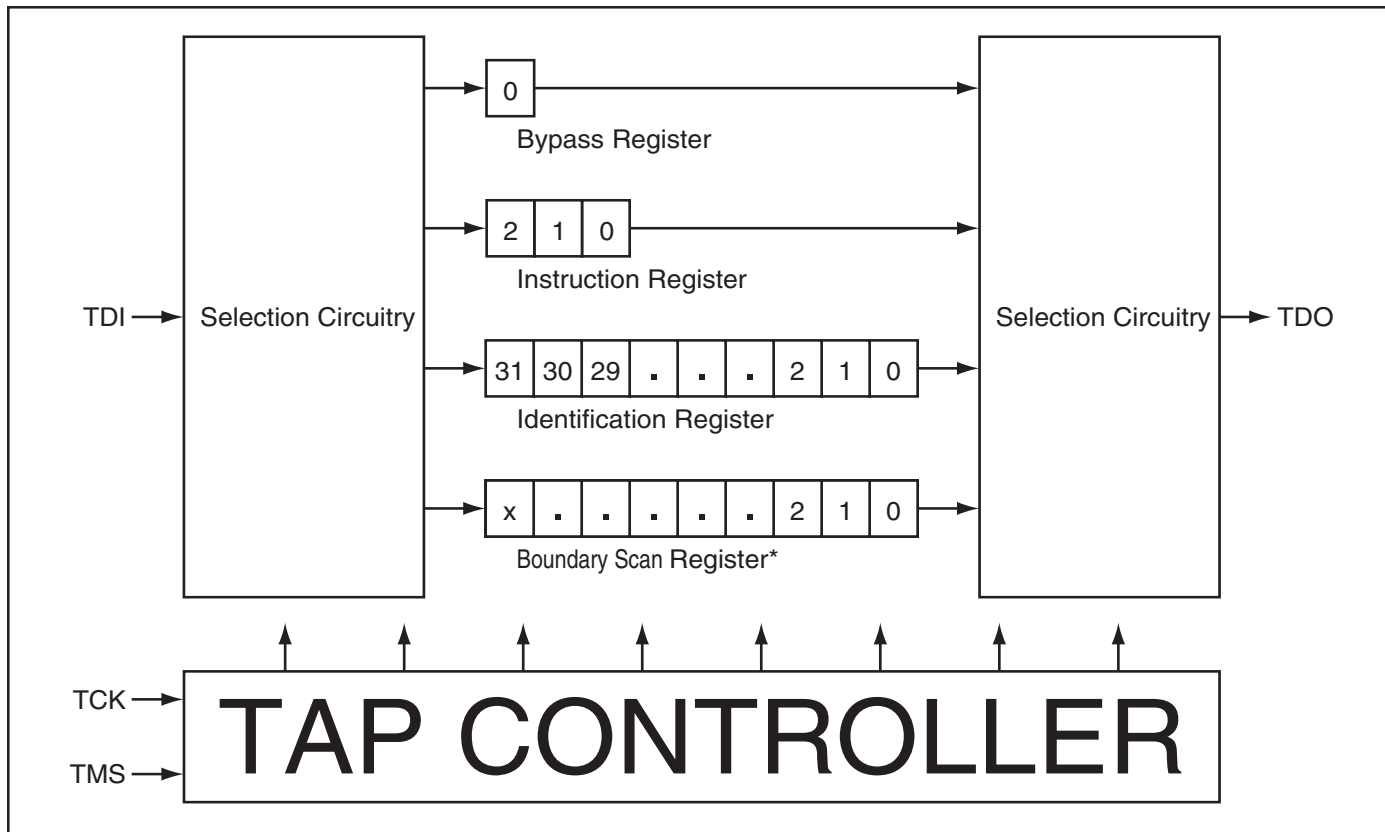 0
Bypass Register
2 1 0
Instruction Register
TDI
Selection Circuitry
Selection Circuitry
TDO
31 30 29 . . . 2 1 0
Identification Register
x . . . . . 2 1 0
Boundary Scan Register*
TCK
TMS
TAP CONTROLLER